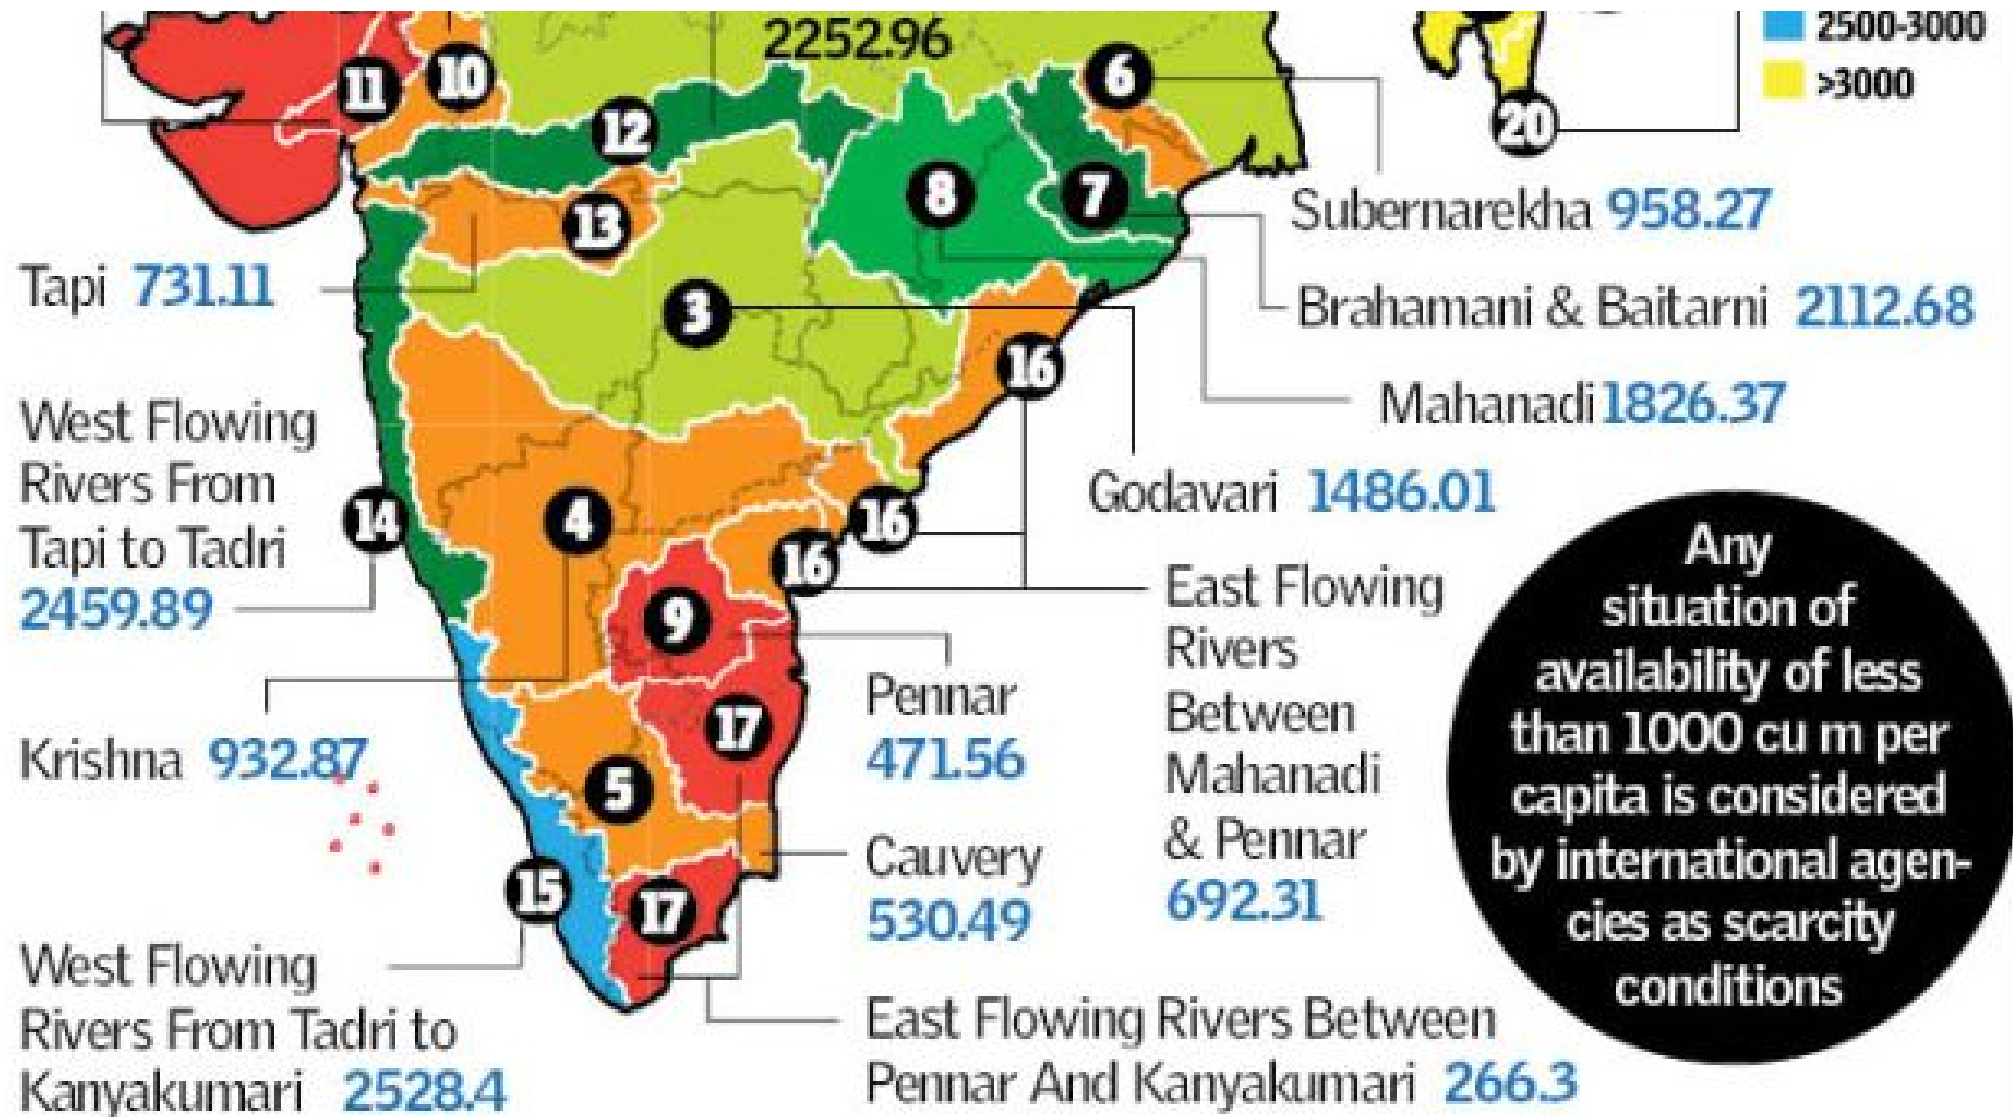 2252.96
2500-3000
>3000
11
10
6
20
12
8
7
13
3
16
14
4
16
16
9
17
5
15
17
Subernarekha 958.27
Brahamani & Baitarni 2112.68
Mahanadi 1826.37
Godavari 1486.01
Tapi 731.11
West Flowing
Rivers From
Tapi to Tadri
2459.89
Krishna 932.87
West Flowing
Rivers From Tadri to
Kanyakumari 2528.4
Pennar
471.56
Cauvery
530.49
East Flowing
Rivers
Between
Mahanadi
& Pennar
692.31
East Flowing Rivers Between
Pennar And Kanyakumari 266.3
Any
situation of
availability of less
than 1000 cu m per
capita is considered
by international agen-
cies as scarcity
conditions